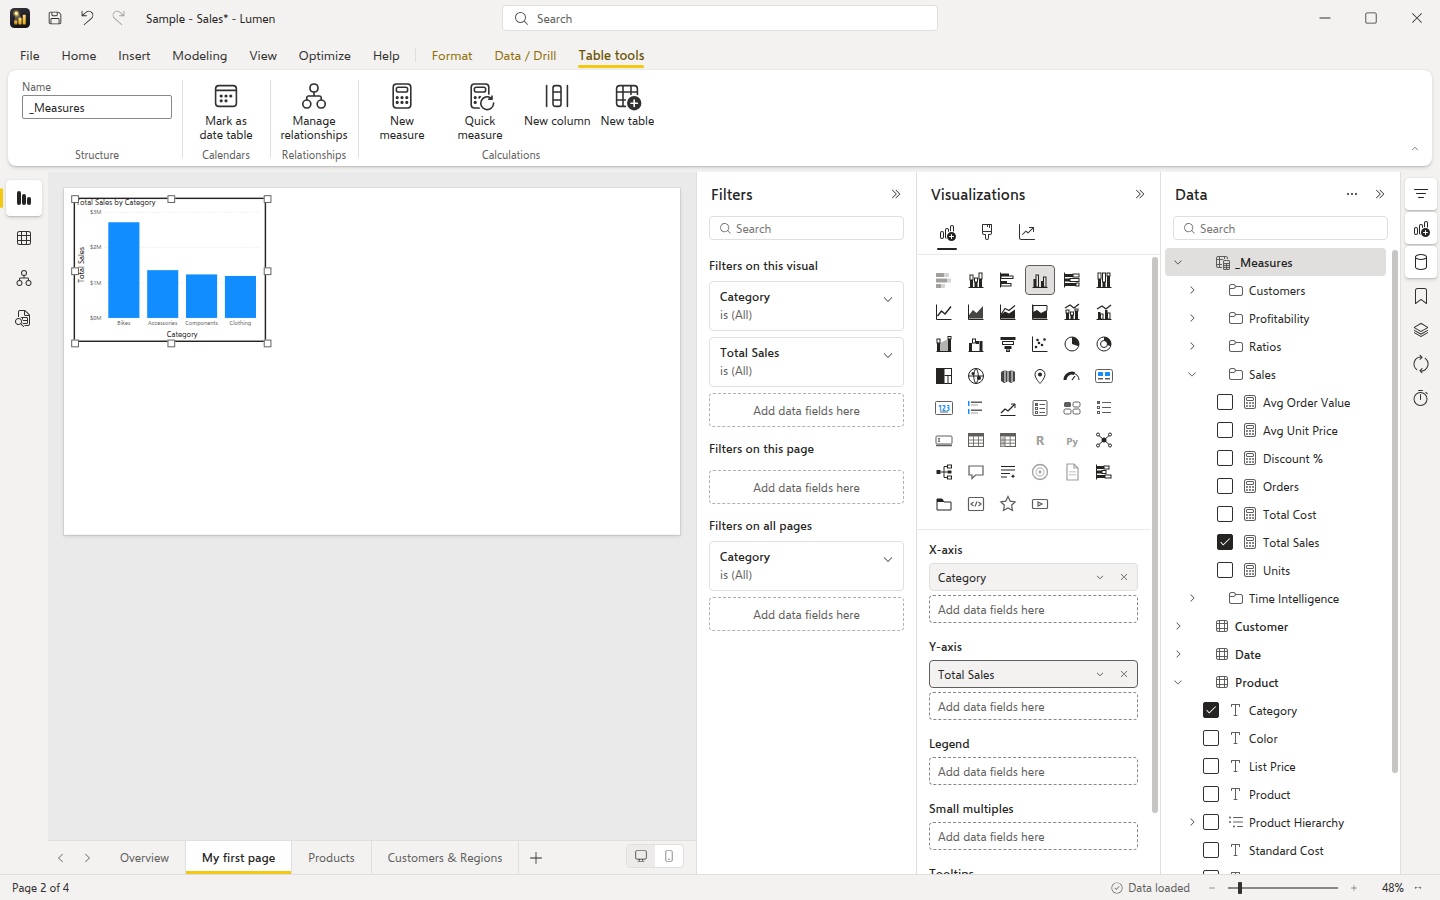 Sample - Sales* - Lumen
Search
File
Home
Insert
Modeling
View
Optimize
Help
Format
Data / Drill
Table tools
Name
_Measures
Structure
Mark as
date table
Calendars
Manage
relationships
Relationships
New
measure
Quick
measure
New column
New table
Calculations
Total Sales by Category
Total Sales
$3M
$2M
$1M
$0M
Bikes
Accessories
Components
Clothing
Category
Filters
Search
Filters on this visual
Category
is (All)
Total Sales
is (All)
Add data fields here
Filters on this page
Add data fields here
Filters on all pages
Category
is (All)
Add data fields here
Visualizations
123
R
Py
X-axis
Category
Add data fields here
Y-axis
Total Sales
Add data fields here
Legend
Add data fields here
Small multiples
Add data fields here
Tooltips
Data
Search
_Measures
Customers
Profitability
Ratios
Sales
Avg Order Value
Avg Unit Price
Discount %
Orders
Total Cost
Total Sales
Units
Time Intelligence
Customer
Date
Product
Category
Color
List Price
Product
Product Hierarchy
Standard Cost
Overview
My first page
Products
Customers & Regions
Page 2 of 4
Data loaded
48%